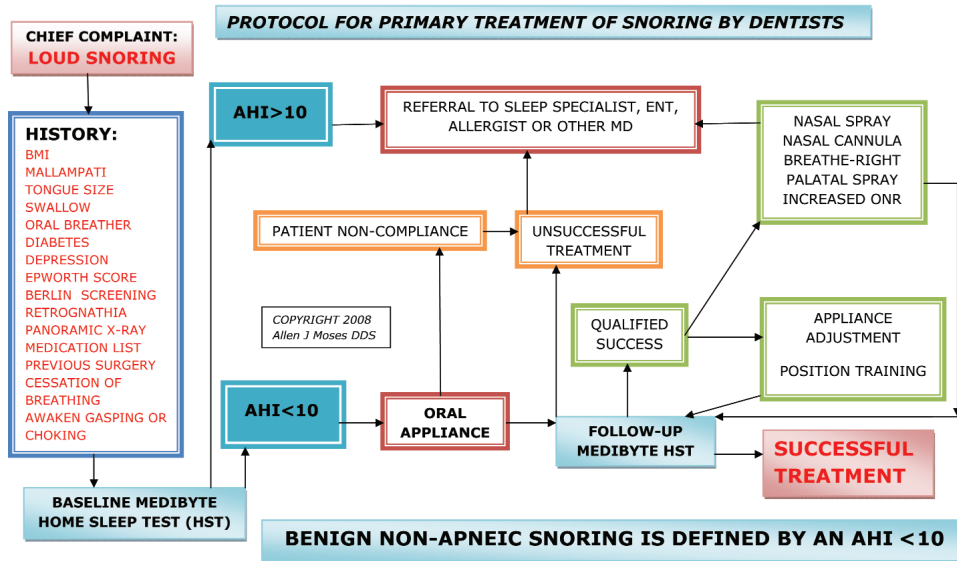 PROTOCOL FOR PRIMARY TREATMENT OF SNORING BY DENTISTS
CHIEF COMPLAINT:
LOUD SNORING
HISTORY:
BMI
MALLAMPATI
TONGUE SIZE
SWALLOW
ORAL BREATHER
DIABETES
DEPRESSION
EPWORTH SCORE
BERLIN SCREENING
RETROGNATHIA
PANORAMIC X-RAY
MEDICATION LIST
PREVIOUS SURGERY
CESSATION OF
BREATHING
AWAKEN GASPING OR
CHOKING
BASELINE MEDIBYTE
HOME SLEEP TEST (HST)
AHI>10
REFERRAL TO SLEEP SPECIALIST, ENT,
ALLERGIST OR OTHER MD
NASAL SPRAY
NASAL CANNULA
BREATHE-RIGHT
PALATAL SPRAY
INCREASED ONR
PATIENT NON-COMPLIANCE
UNSUCCESSFUL
TREATMENT
COPYRIGHT 2008
Allen J Moses DDS
QUALIFIED
SUCCESS
APPLIANCE
ADJUSTMENT
POSITION TRAINING
AHI<10
ORAL
APPLIANCE
FOLLOW-UP
MEDIBYTE HST
SUCCESSFUL
TREATMENT
BENIGN NON-APNEIC SNORING IS DEFINED BY AN AHI <10